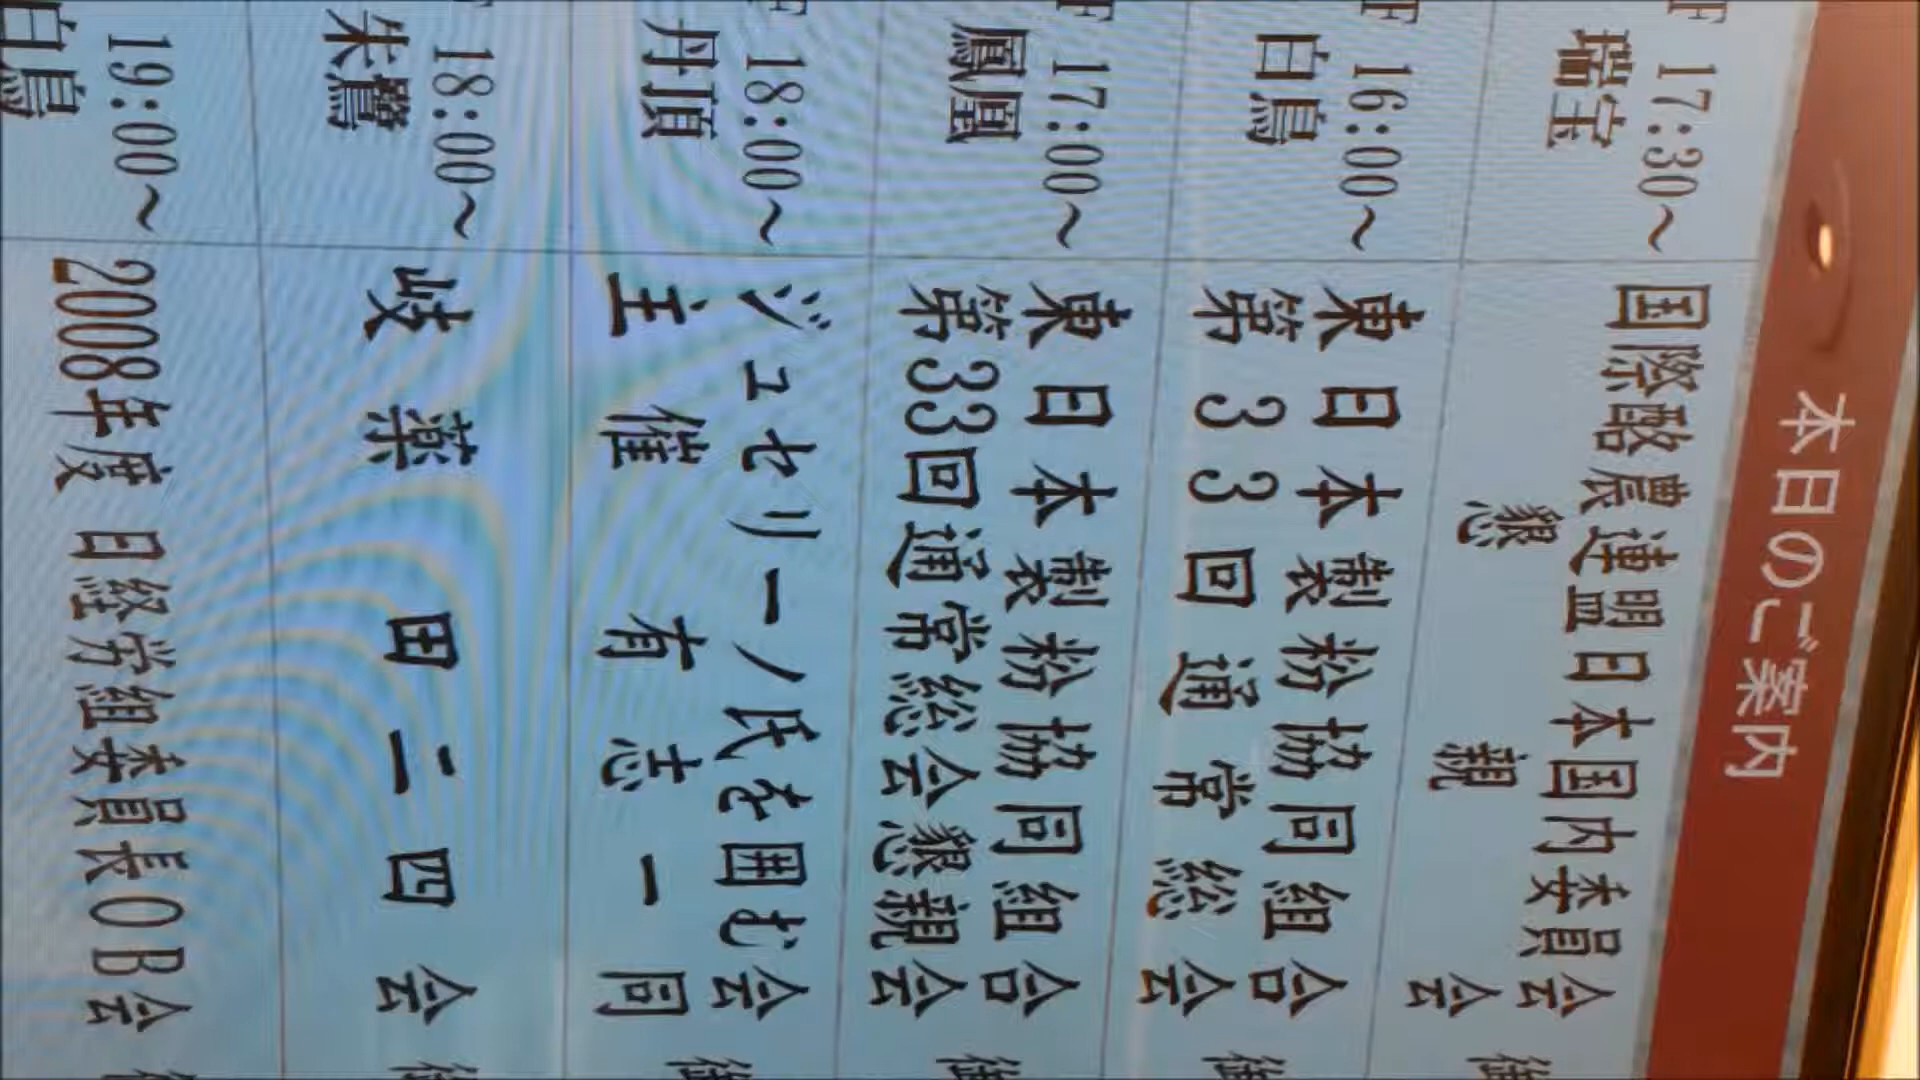 本日のご案内
F 17:30～
瑞宝
国際酪農連盟日本国内委員会
懇親会
御
F 16:00～
白鳥
東日本製粉協同組合
第33回通常総会
御
F 17:00～
鳳凰
東日本製粉協同組合
第33回通常総会懇親会
御
18:00～
丹頂
ジュセリーノ氏を囲む会
主催 有志一同
御
18:00～
朱鷺
岐薬田二四会
御
19:00～
白鳥
2008年度 日経労組委員長OB会